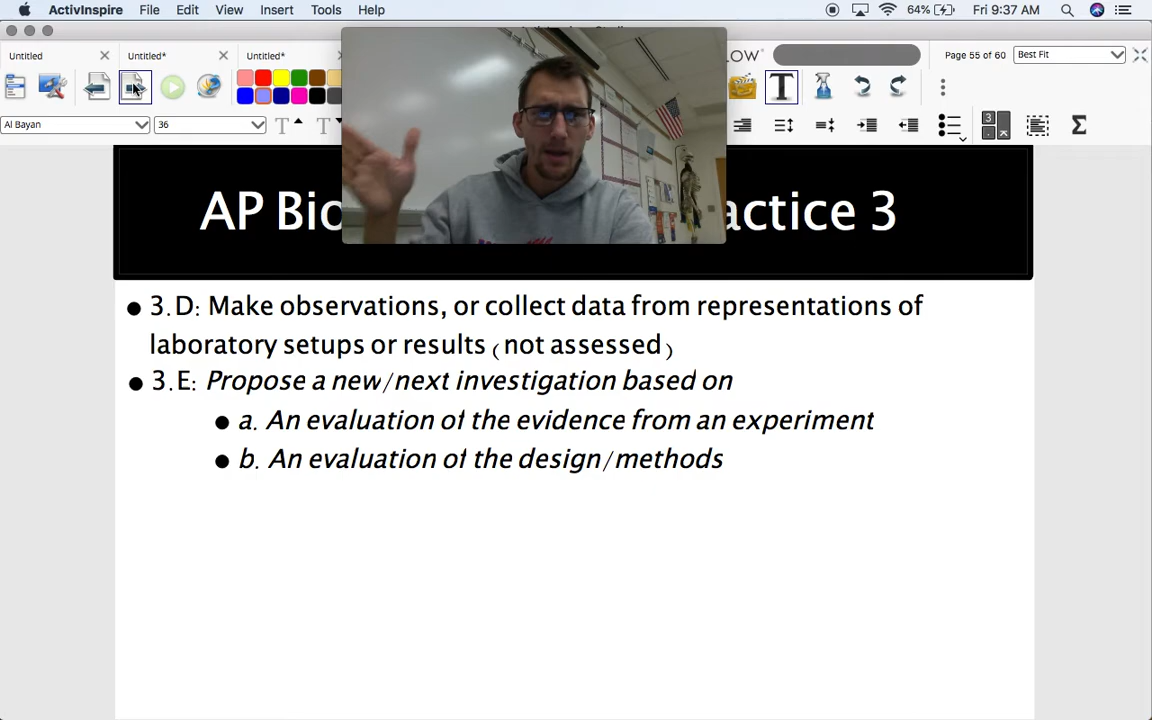 ActivInspire File Edit View Insert Tools Help 64% Fri 9:37 AM
Untitled Untitled* Untitled* Page 55 of 60 Best Fit
Al Bayan 36
AP Bio actice 3
3.D: Make observations, or collect data from representations of
laboratory setups or results (not assessed)
3.E: Propose a new/next investigation based on
a. An evaluation of the evidence from an experiment
b. An evaluation of the design/methods